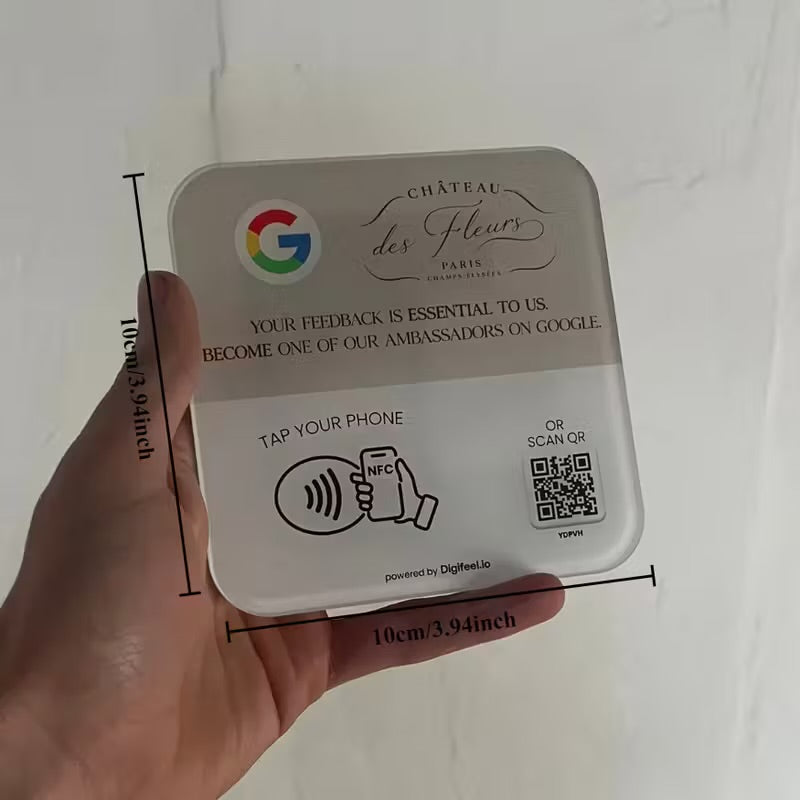 CHÂTEAU
des Fleurs
PARIS
CHAMPS-ÉLYSÉES
YOUR FEEDBACK IS ESSENTIAL TO US.
BECOME ONE OF OUR AMBASSADORS ON GOOGLE.
10cm/3.94inch
TAP YOUR PHONE
NFC
OR
SCAN QR
YDPVH
powered by Digifeel.io
10cm/3.94inch